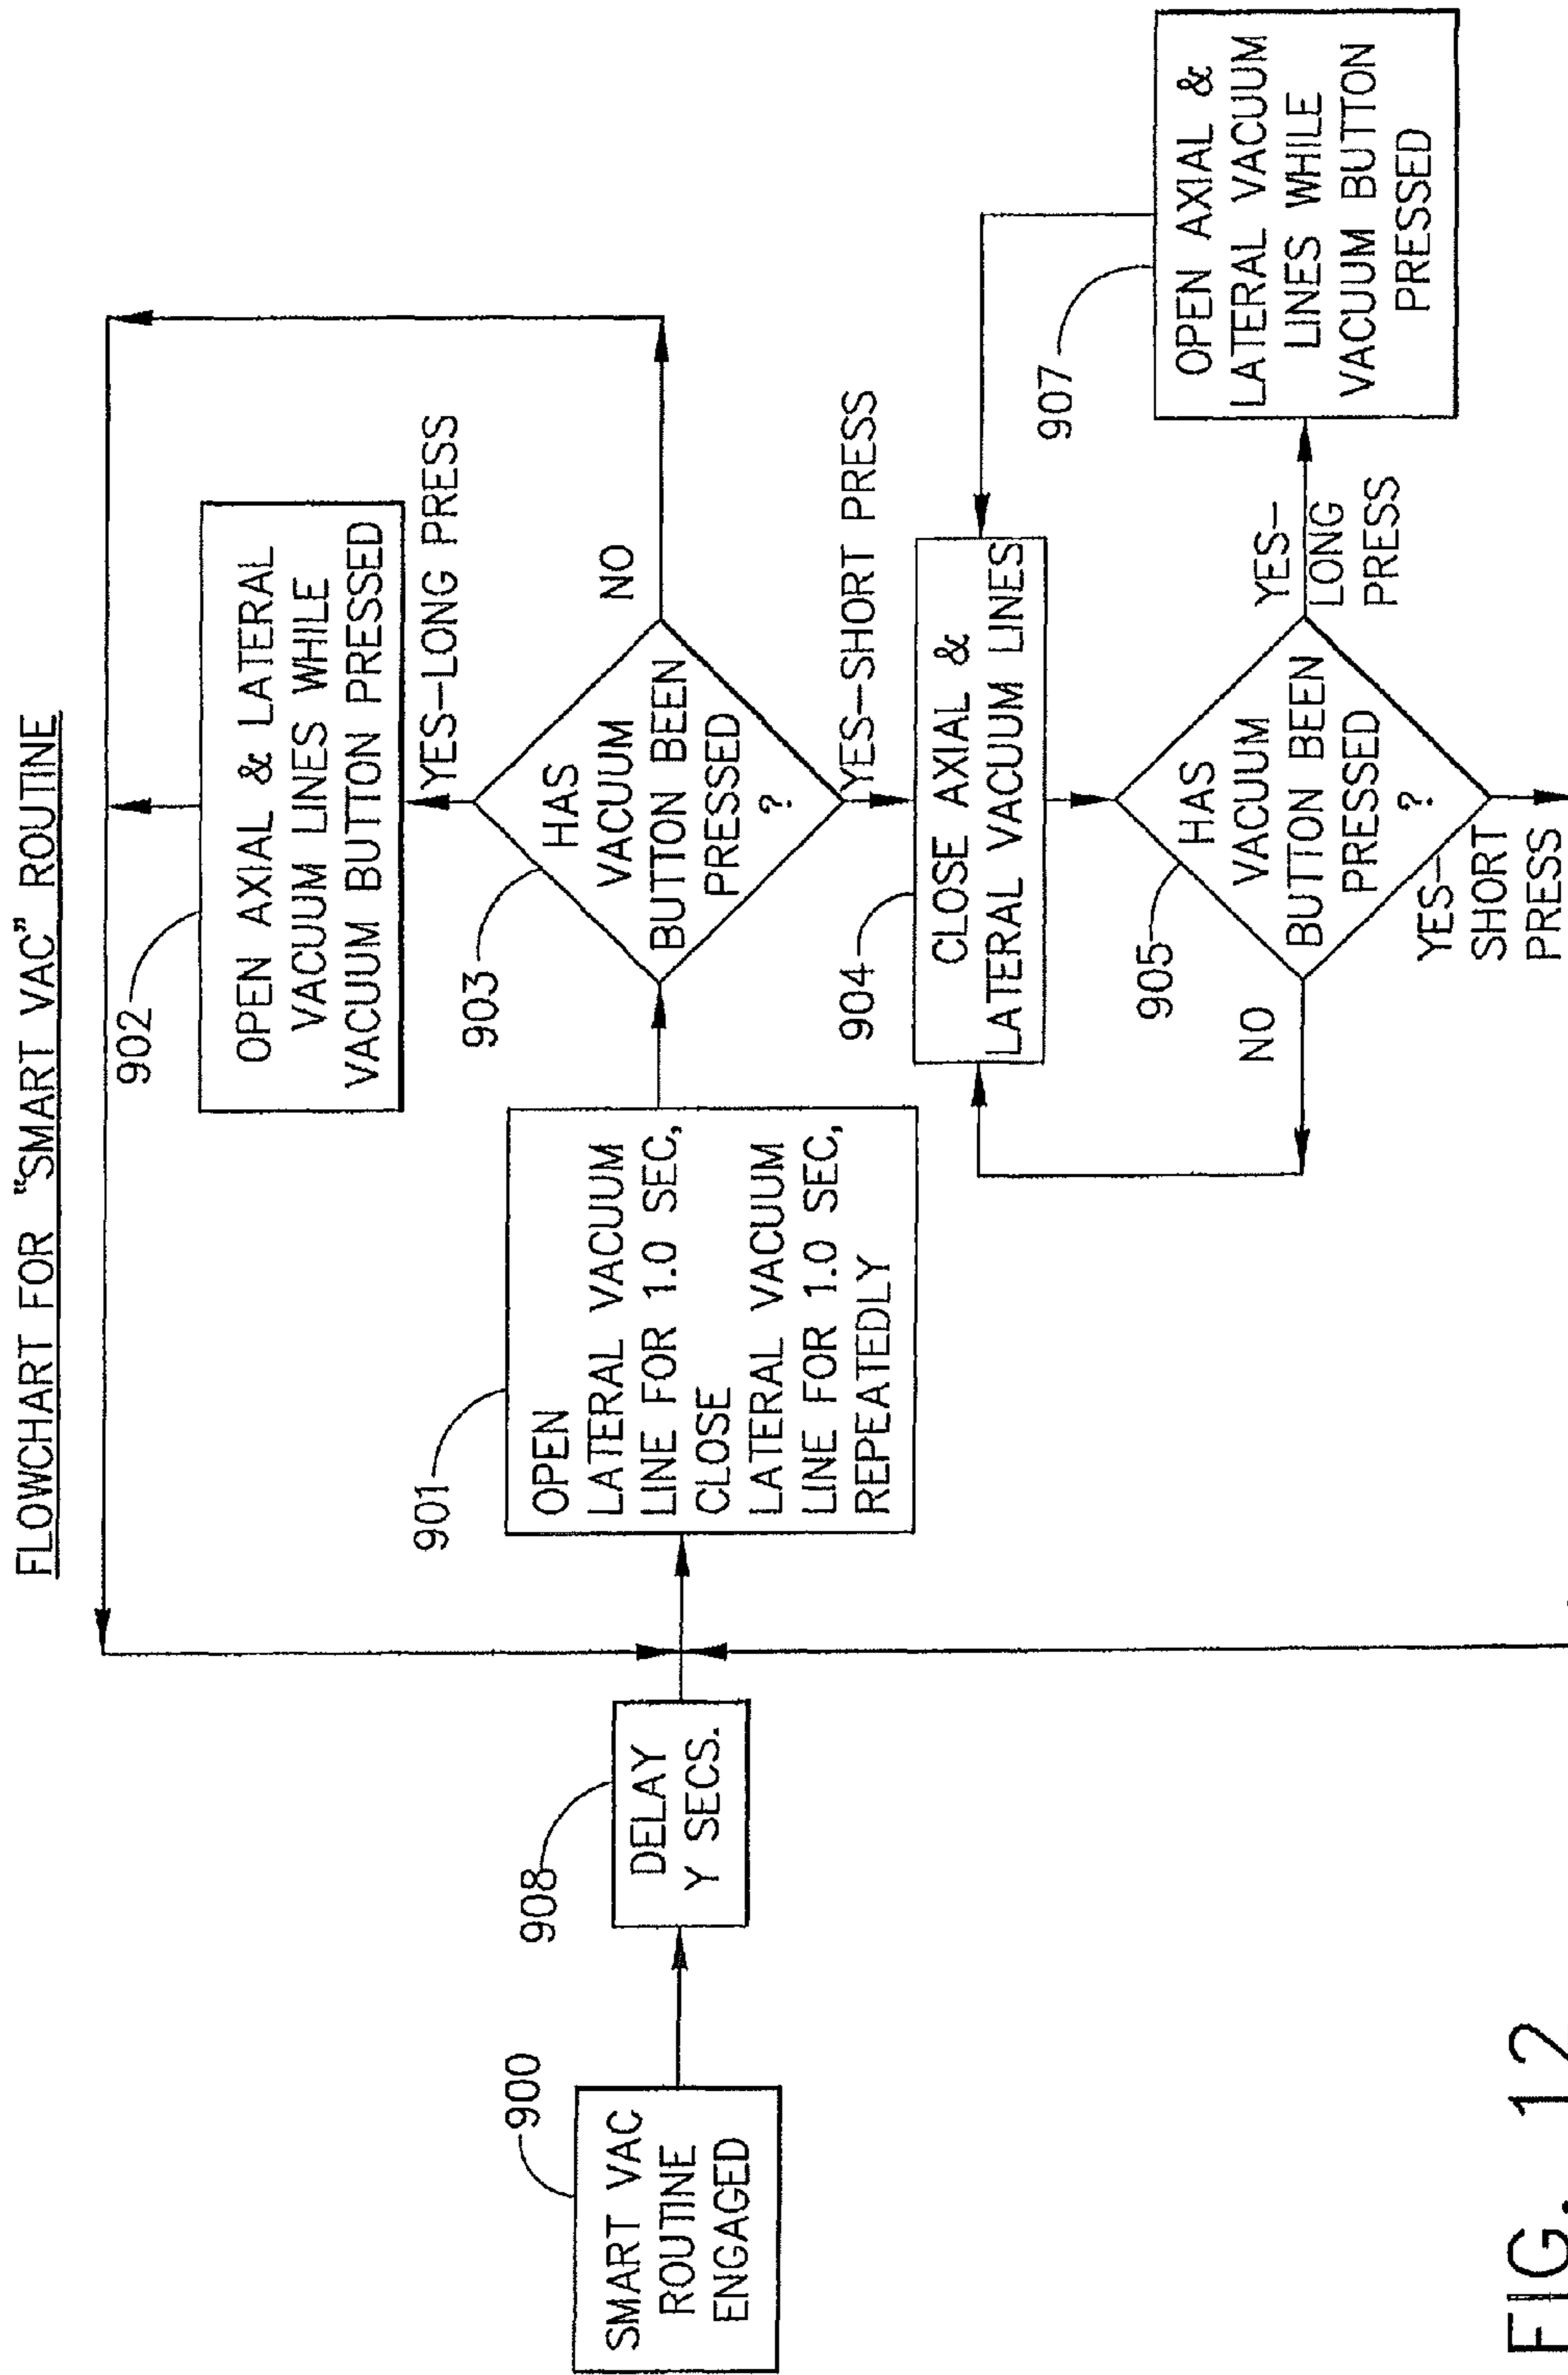 FLOWCHART FOR "SMART VAC" ROUTINE
900
SMART VAC
ROUTINE
ENGAGED
908
DELAY
Y SECS.
901
OPEN
LATERAL VACUUM
LINE FOR 1.0 SEC,
CLOSE
LATERAL VACUUM
LINE FOR 1.0 SEC,
REPEATEDLY
902
OPEN AXIAL & LATERAL
VACUUM LINES WHILE
VACUUM BUTTON PRESSED
YES-LONG PRESS
903
HAS
VACUUM
BUTTON BEEN
PRESSED
?
NO
YES-SHORT PRESS
904
CLOSE AXIAL &
LATERAL VACUUM LINES
905
HAS
VACUUM
BUTTON BEEN
PRESSED
?
NO
YES-
LONG
PRESS
YES-
SHORT
PRESS
907
OPEN AXIAL &
LATERAL VACUUM
LINES WHILE
VACUUM BUTTON
PRESSED
FIG. 12